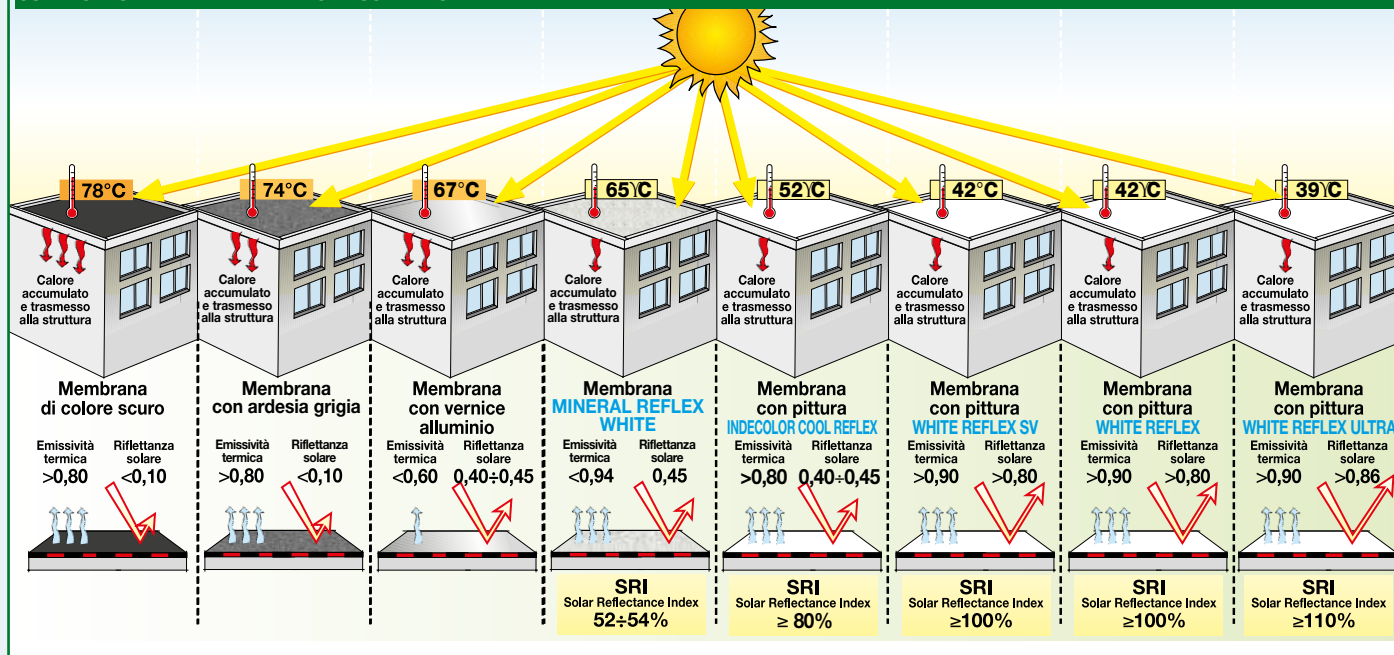 78°C
Calore
accumulato
e trasmesso
alla struttura
Membrana
di colore scuro
Emissività
termica
>0,80
Riflettanza
solare
<0,10
74°C
Calore
accumulato
e trasmesso
alla struttura
Membrana
con ardesia grigia
Emissività
termica
>0,80
Riflettanza
solare
<0,10
67°C
Calore
accumulato
e trasmesso
alla struttura
Membrana
con vernice
alluminio
Emissività
termica
<0,60
Riflettanza
solare
0,40÷0,45
65ϒC
Calore
accumulato
e trasmesso
alla struttura
Membrana
MINERAL REFLEX
WHITE
Emissività
termica
<0,94
Riflettanza
solare
0,45
SRI
Solar Reflectance Index
52÷54%
52ϒC
Calore
accumulato
e trasmesso
alla struttura
Membrana
con pittura
INDECOLOR COOL REFLEX
Emissività
termica
>0,80
Riflettanza
solare
0,40÷0,45
SRI
Solar Reflectance Index
≥ 80%
42°C
Calore
accumulato
e trasmesso
alla struttura
Membrana
con pittura
WHITE REFLEX SV
Emissività
termica
>0,90
Riflettanza
solare
>0,80
SRI
Solar Reflectance Index
≥100%
42ϒC
Calore
accumulato
e trasmesso
alla struttura
Membrana
con pittura
WHITE REFLEX
Emissività
termica
>0,90
Riflettanza
solare
>0,80
SRI
Solar Reflectance Index
≥100%
39ϒC
Calore
accumulato
e trasmesso
alla struttura
Membrana
con pittura
WHITE REFLEX ULTRA
Emissività
termica
>0,90
Riflettanza
solare
>0,86
SRI
Solar Reflectance Index
≥110%